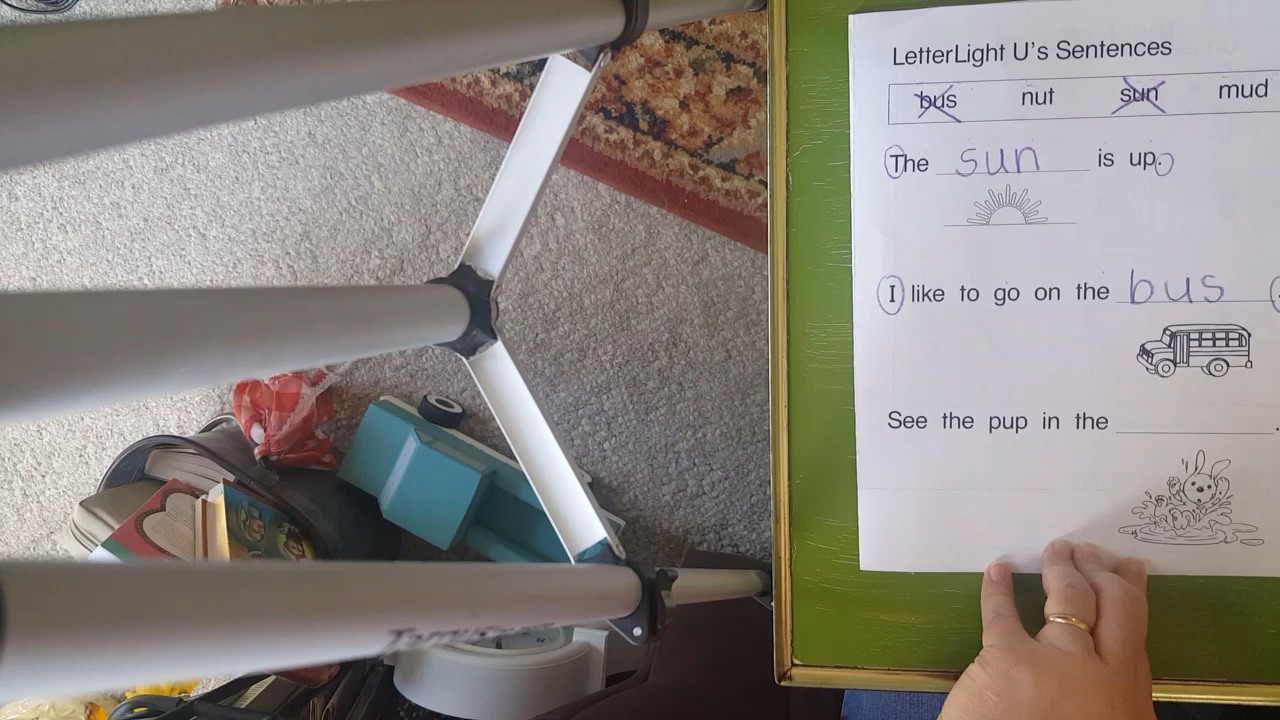 LetterLight U's Sentences
bus nut sun mud
The sun is up.
I like to go on the bus
See the pup in the ____________.